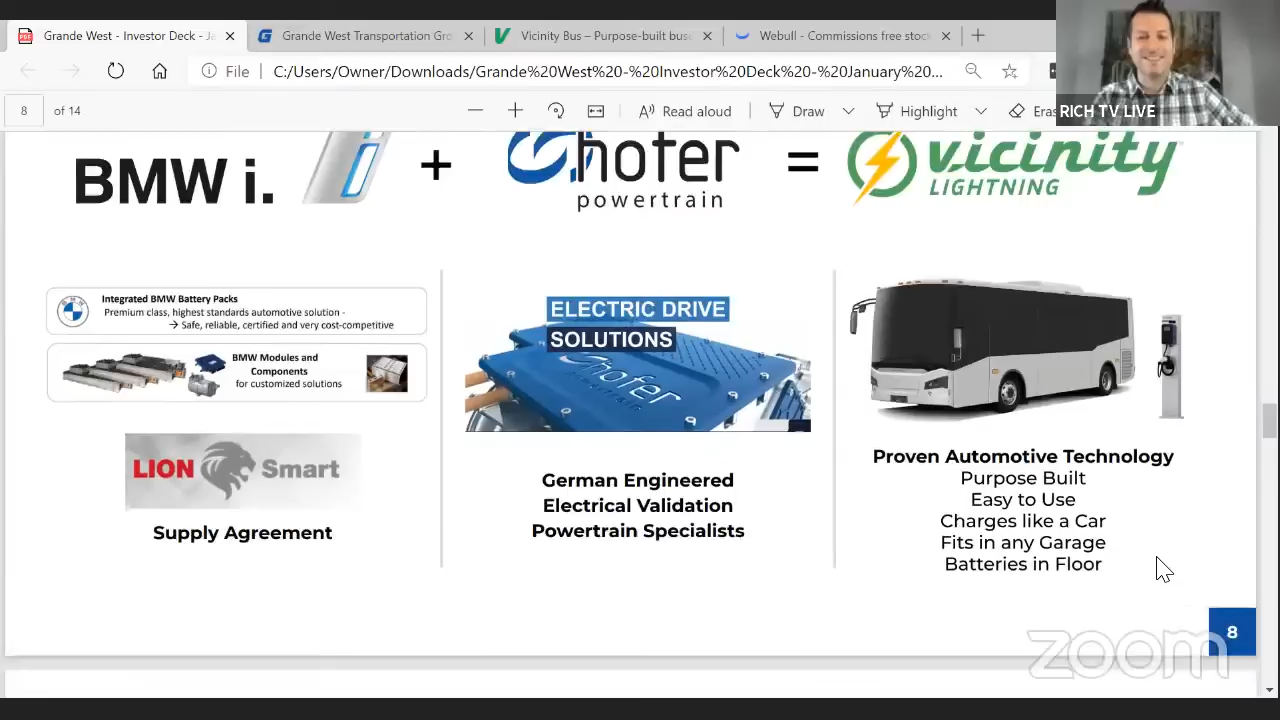 Grande West - Investor Deck - Ja
Grande West Transportation Gro
Vicinity Bus – Purpose-built buse
Webull - Commissions free stoc
File
C:/Users/Owner/Downloads/Grande%20West%20-%20Investor%20Deck%20-%20January%20...
8
of 14
Read aloud
Draw
Highlight
Eras
RICH TV LIVE
BMW i.
+
hofer
powertrain
=
vicinity
LIGHTNING
Integrated BMW Battery Packs
Premium class, highest standards automotive solution -
→ Safe, reliable, certified and very cost-competitive
BMW Modules and
Components
for customized solutions
LION Smart
Supply Agreement
ELECTRIC DRIVE
SOLUTIONS
hofer
German Engineered
Electrical Validation
Powertrain Specialists
Proven Automotive Technology
Purpose Built
Easy to Use
Charges like a Car
Fits in any Garage
Batteries in Floor
8
zoom